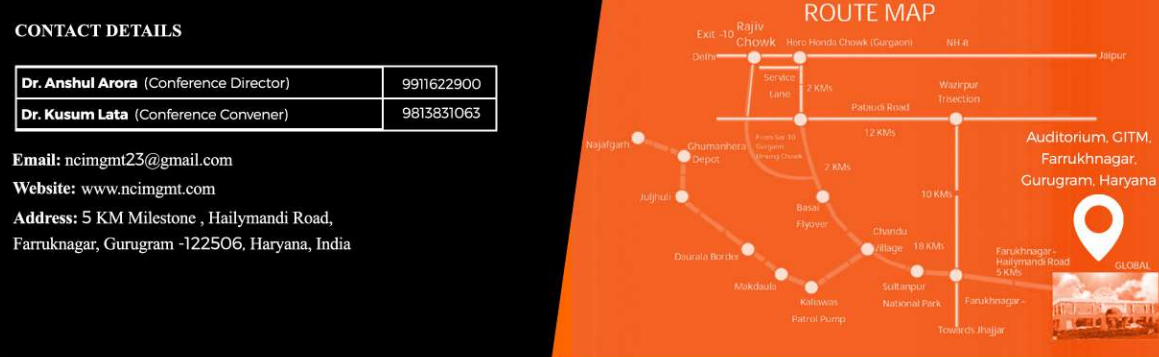 CONTACT DETAILS
Dr. Anshul Arora (Conference Director) 9911622900
Dr. Kusum Lata (Conference Convener) 9813831063
Email: ncimgmt23@gmail.com
Website: www.ncimgmt.com
Address: 5 KM Milestone , Hailymandi Road,
Farruknagar, Gurugram -122506, Haryana, India
ROUTE MAP
Exit -10
Rajiv
Chowk
Hero Honda Chowk (Gurgaon)
NH-8
Delhi
Jaipur
Service
Lane
2 KMs
Wazirpur
Trisection
Pataudi Road
12 KMs
Najafgarh
Ghumanhera
Depot
From Sec-10
Gurgaon
Umang Chowk
2 KMs
Auditorium, GITM,
Farrukhnagar,
Gurugram, Haryana
Juljhuli
10 KMs
Basai
Flyover
Chandu
Village
18 KMs
Daurala Border
Farukhnagar-
Hailymandi Road
5 KMs
GLOBAL
Makdaula
Kaliawas
Patrol Pump
Sultanpur
National Park
Farukhnagar-
Towards Jhajjar